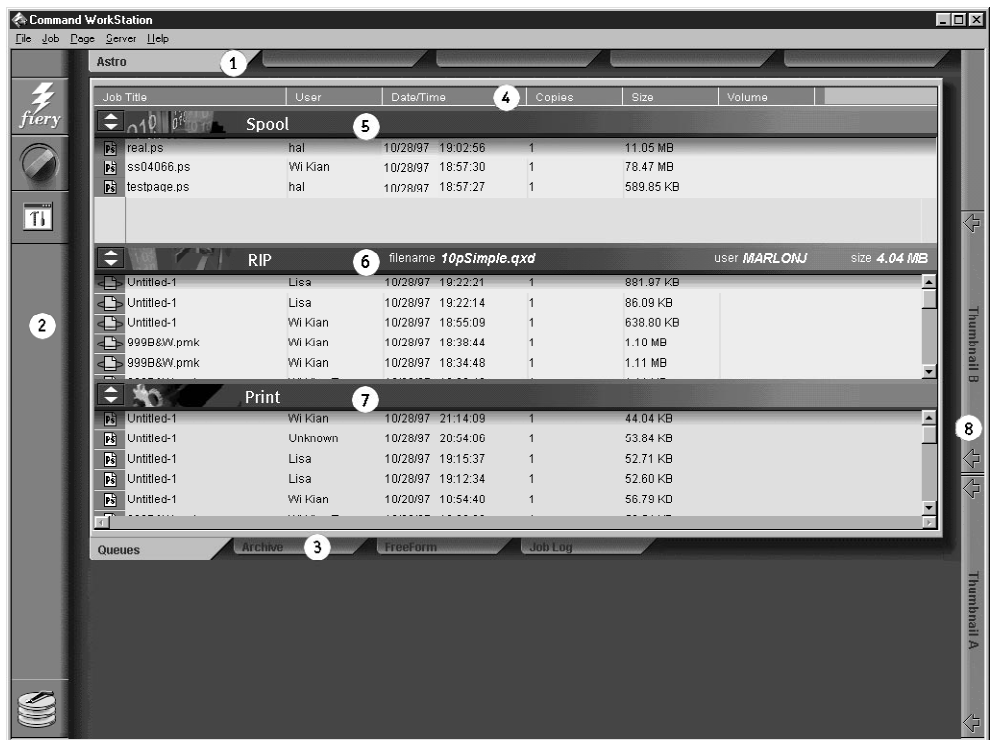 Command WorkStation
File Job Page Server Help
Astro 1
fiery
Job Title User Date/Time 4 Copies Size Volume
Spool 5
real.ps hal 10/28/97 19:02:56 1 11.05 MB
ss04066.ps Wi Kian 10/28/97 18:57:30 1 78.47 MB
testpage.ps hal 10/28/97 18:57:27 1 589.85 KB
RIP 6 filename 10pSimple.qxd user MARLONJ size 4.04 MB
Untitled-1 Lisa 10/28/97 19:22:21 1 881.97 KB
Untitled-1 Lisa 10/28/97 19:22:14 1 86.09 KB
Untitled-1 Wi Kian 10/28/97 18:55:09 1 638.80 KB
999B&W.pmk Wi Kian 10/28/97 18:38:44 1 1.10 MB
999B&W.pmk Wi Kian 10/28/97 18:34:48 1 1.11 MB
2
Print 7
Untitled-1 Wi Kian 10/28/97 21:14:09 1 44.04 KB
Untitled-1 Unknown 10/28/97 20:54:06 1 53.84 KB
Untitled-1 Lisa 10/28/97 19:15:37 1 52.71 KB
Untitled-1 Lisa 10/28/97 19:12:34 1 52.60 KB
Untitled-1 Wi Kian 10/20/97 10:54:40 1 56.79 KD
Queues Archive 3 FreeForm Job Log
Thumbnail B
8
Thumbnail A